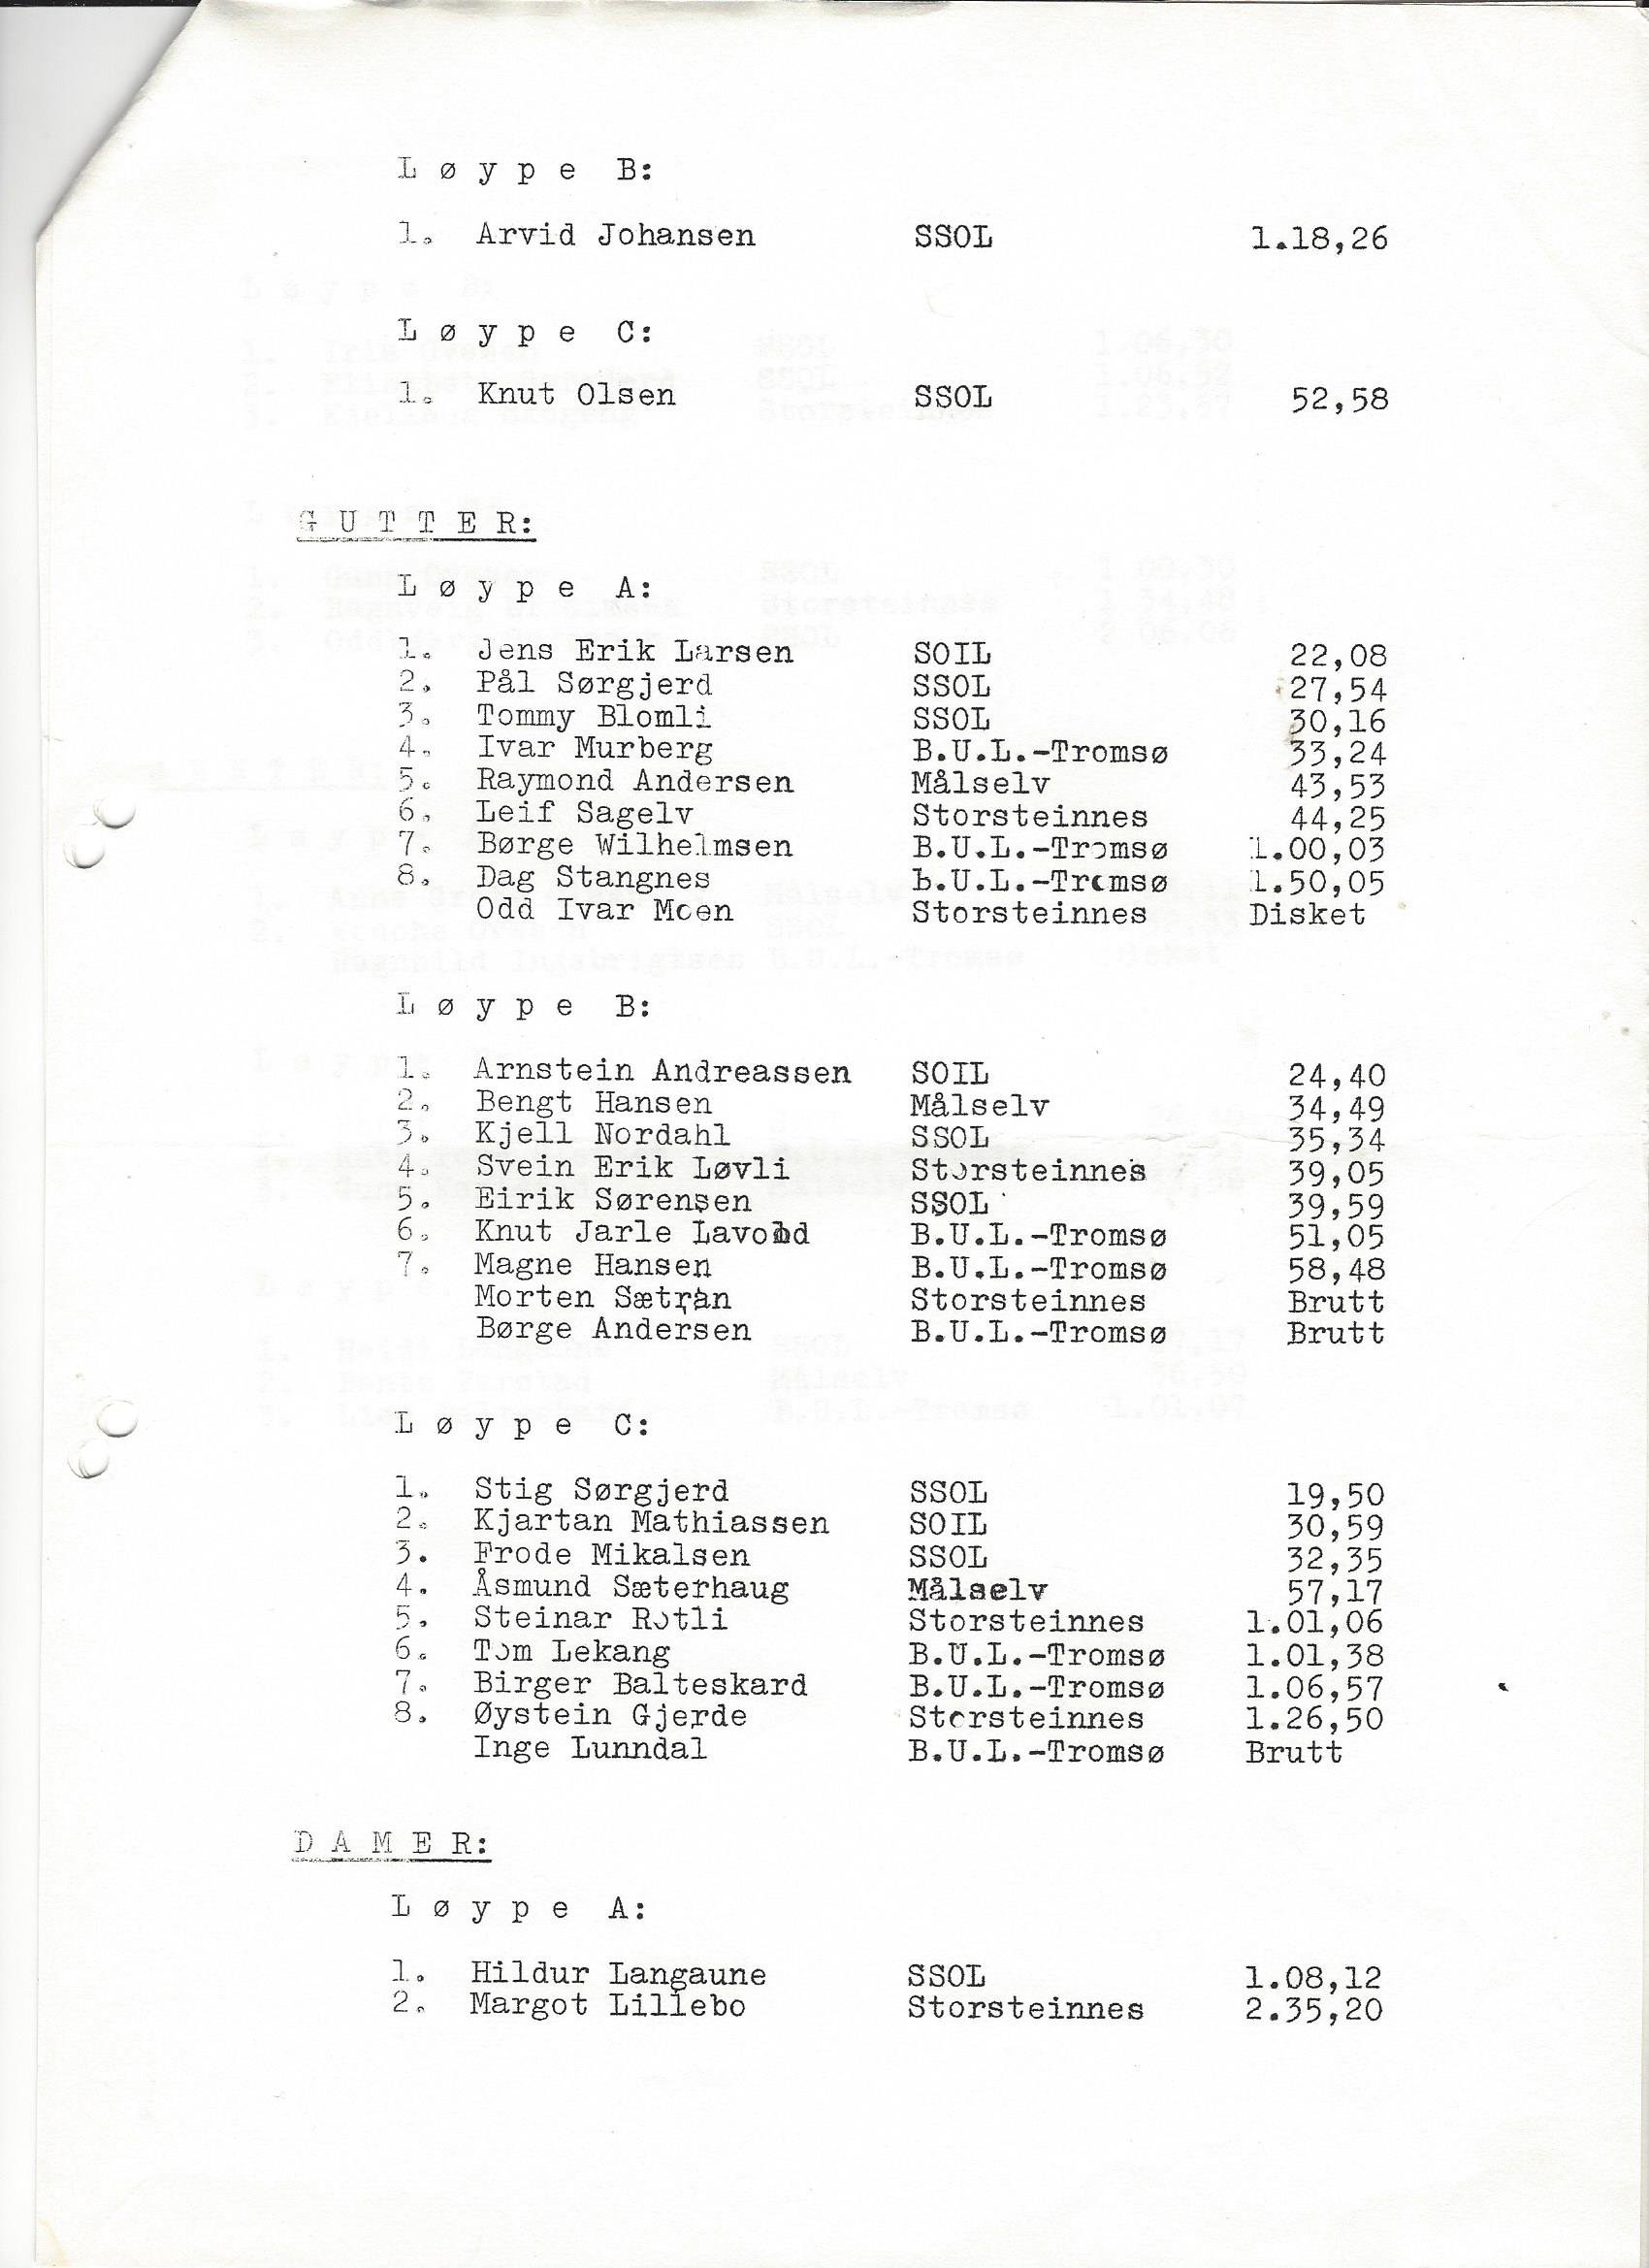 L ø y p e  B:
1. Arvid Johansen SSOL 1.18,26
L ø y p e  C:
1. Knut Olsen SSOL 52,58
G U T T E R:
L ø y p e  A:
1. Jens Erik Larsen SOIL 22,08
2. Pål Sørgjerd SSOL 27,54
3. Tommy Blomli SSOL 30,16
4. Ivar Murberg B.U.L.-Tromsø 33,24
5. Raymond Andersen Målselv 43,53
6. Leif Sagelv Storsteinnes 44,25
7. Børge Wilhelmsen B.U.L.-Tromsø 1.00,03
8. Dag Stangnes B.U.L.-Tromsø 1.50,05
Odd Ivar Moen Storsteinnes Disket
L ø y p e  B:
1. Arnstein Andreassen SOIL 24,40
2. Bengt Hansen Målselv 34,49
3. Kjell Nordahl SSOL 35,34
4. Svein Erik Løvli Storsteinnes 39,05
5. Eirik Sørensen SSOL 39,59
6. Knut Jarle B.U.L.-Tromsø 51,05
7. Magne Hansen B.U.L.-Tromsø 58,48
Morten Sætran Storsteinnes Brutt
Børge Andersen B.U.L.-Tromsø Brutt
L ø y p e  C:
1. Stig Sørgjerd SSOL 19,50
2. Kjartan Mathiassen SOIL 30,59
3. Frode Mikalsen SSOL 32,35
4. Åsmund Sæterhaug Målselv 57,17
5. Steinar Rotli Storsteinnes 1.01,06
6. Tom Lekang B.U.L.-Tromsø 1.01,38
7. Birger Balteskard B.U.L.-Tromsø 1.06,57
8. Øystein Gjerde Storsteinnes 1.26,50
Inge Lunndal B.U.L.-Tromsø Brutt
D A M E R:
L ø y p e  A:
1. Hildur Langaune SSOL 1.08,12
2. Margot Lillebo Storsteinnes 2.35,20